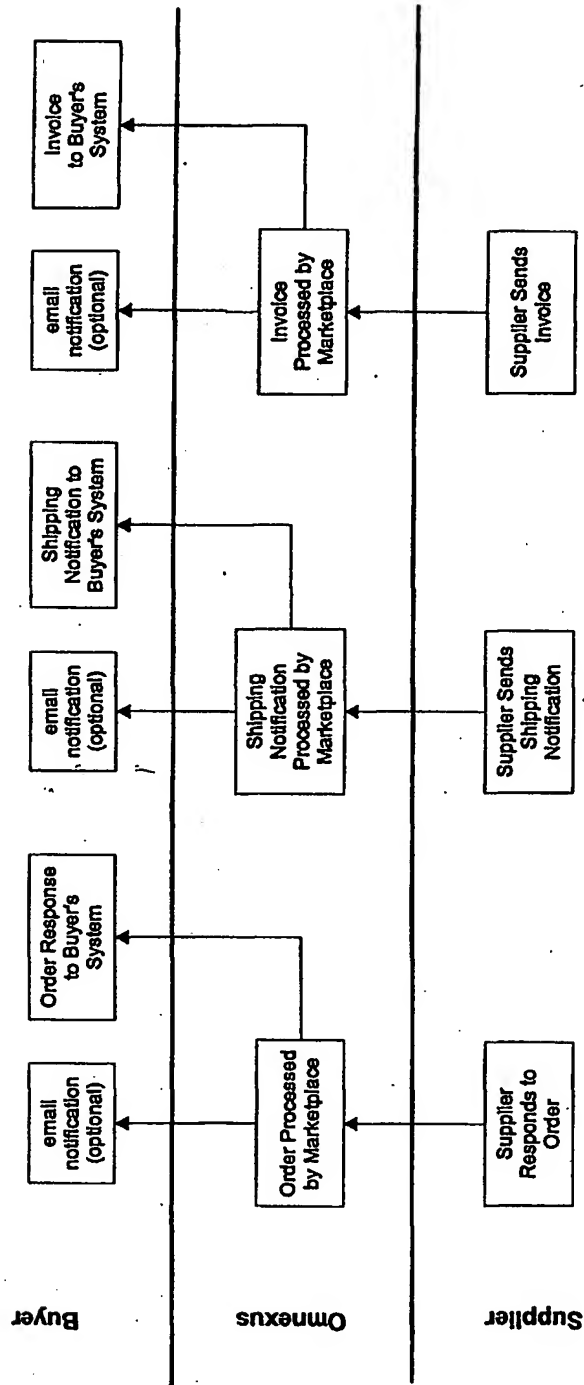 Buyer
email
notification
(optional)
Order Response
to Buyer's
System
email
notification
(optional)
Shipping
Notification to
Buyer's System
email
notification
(optional)
Invoice
to Buyer's
System
Omnexus
Order Processed
by Marketplace
Shipping
Notification
Processed by
Marketplace
Invoice
Processed by
Marketplace
Supplier
Supplier
Responds to
Order
Supplier Sends
Shipping
Notification
Supplier Sends
Invoice